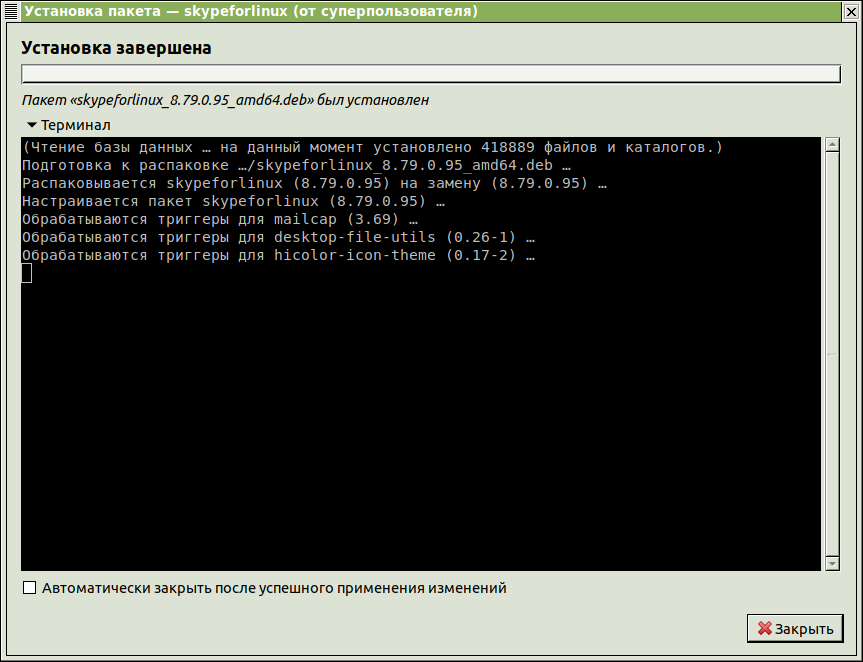 Установка пакета — skypeforlinux (от суперпользователя)
Установка завершена
Пакет «skypeforlinux_8.79.0.95_amd64.deb» был установлен
Терминал
(Чтение базы данных … на данный момент установлено 418889 файлов и каталогов.)
Подготовка к распаковке …/skypeforlinux_8.79.0.95_amd64.deb …
Распаковывается skypeforlinux (8.79.0.95) на замену (8.79.0.95) …
Настраивается пакет skypeforlinux (8.79.0.95) …
Обрабатываются триггеры для mailcap (3.69) …
Обрабатываются триггеры для desktop-file-utils (0.26-1) …
Обрабатываются триггеры для hicolor-icon-theme (0.17-2) …
Автоматически закрыть после успешного применения изменений
Закрыть